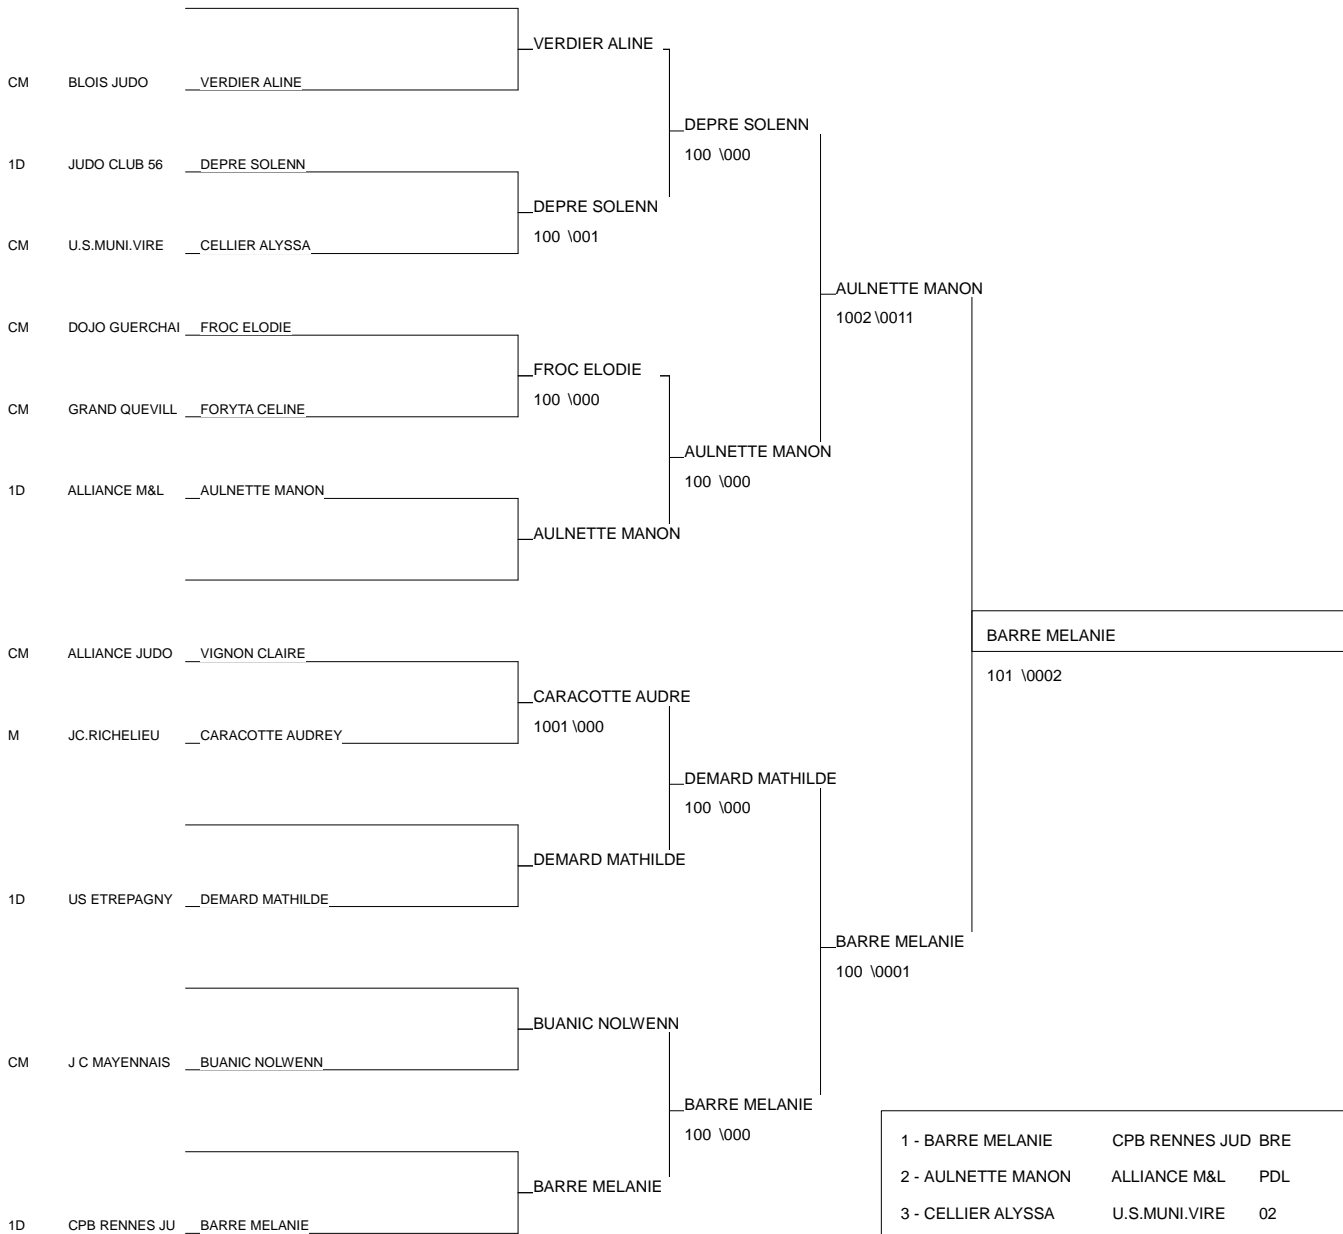 VERDIER ALINE
CM BLOIS JUDO VERDIER ALINE
DEPRE SOLENN
100 \000
1D JUDO CLUB 56 DEPRE SOLENN
DEPRE SOLENN
100 \001
CM U.S.MUNI.VIRE CELLIER ALYSSA
AULNETTE MANON
1002 \0011
CM DOJO GUERCHAI FROC ELODIE
FROC ELODIE
100 \000
CM GRAND QUEVILL FORYTA CELINE
AULNETTE MANON
100 \000
1D ALLIANCE M&L AULNETTE MANON
AULNETTE MANON
BARRE MELANIE
101 \0002
CM ALLIANCE JUDO VIGNON CLAIRE
CARACOTTE AUDRE
1001 \000
M JC.RICHELIEU CARACOTTE AUDREY
DEMARD MATHILDE
100 \000
DEMARD MATHILDE
1D US ETREPAGNY DEMARD MATHILDE
BARRE MELANIE
100 \0001
BUANIC NOLWENN
CM J C MAYENNAIS BUANIC NOLWENN
BARRE MELANIE
100 \000
BARRE MELANIE
1D CPB RENNES JU BARRE MELANIE
1 - BARRE MELANIE CPB RENNES JUD BRE
2 - AULNETTE MANON ALLIANCE M&L PDL
3 - CELLIER ALYSSA U.S.MUNI.VIRE 02